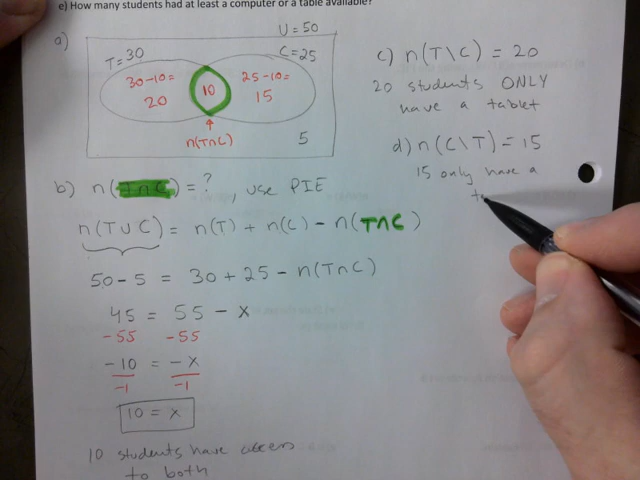 e) How many students had at least a computer or a table available?
a)
U = 50
T = 30
C = 25
30-10=
20
10
25-10=
15
n(T∩C)
5
b) n(T∩C) = ? , use PIE
n(T∪C) = n(T) + n(C) - n(T∩C)
50-5 = 30+25 - n(T∩C)
45 = 55 - x
-55 -55
-10 = -x
-1 -1
10 = x
10 students have access
to both
c) n(T\C) = 20
20 students ONLY
have a tablet
d) n(C\T) = 15
15 only have a